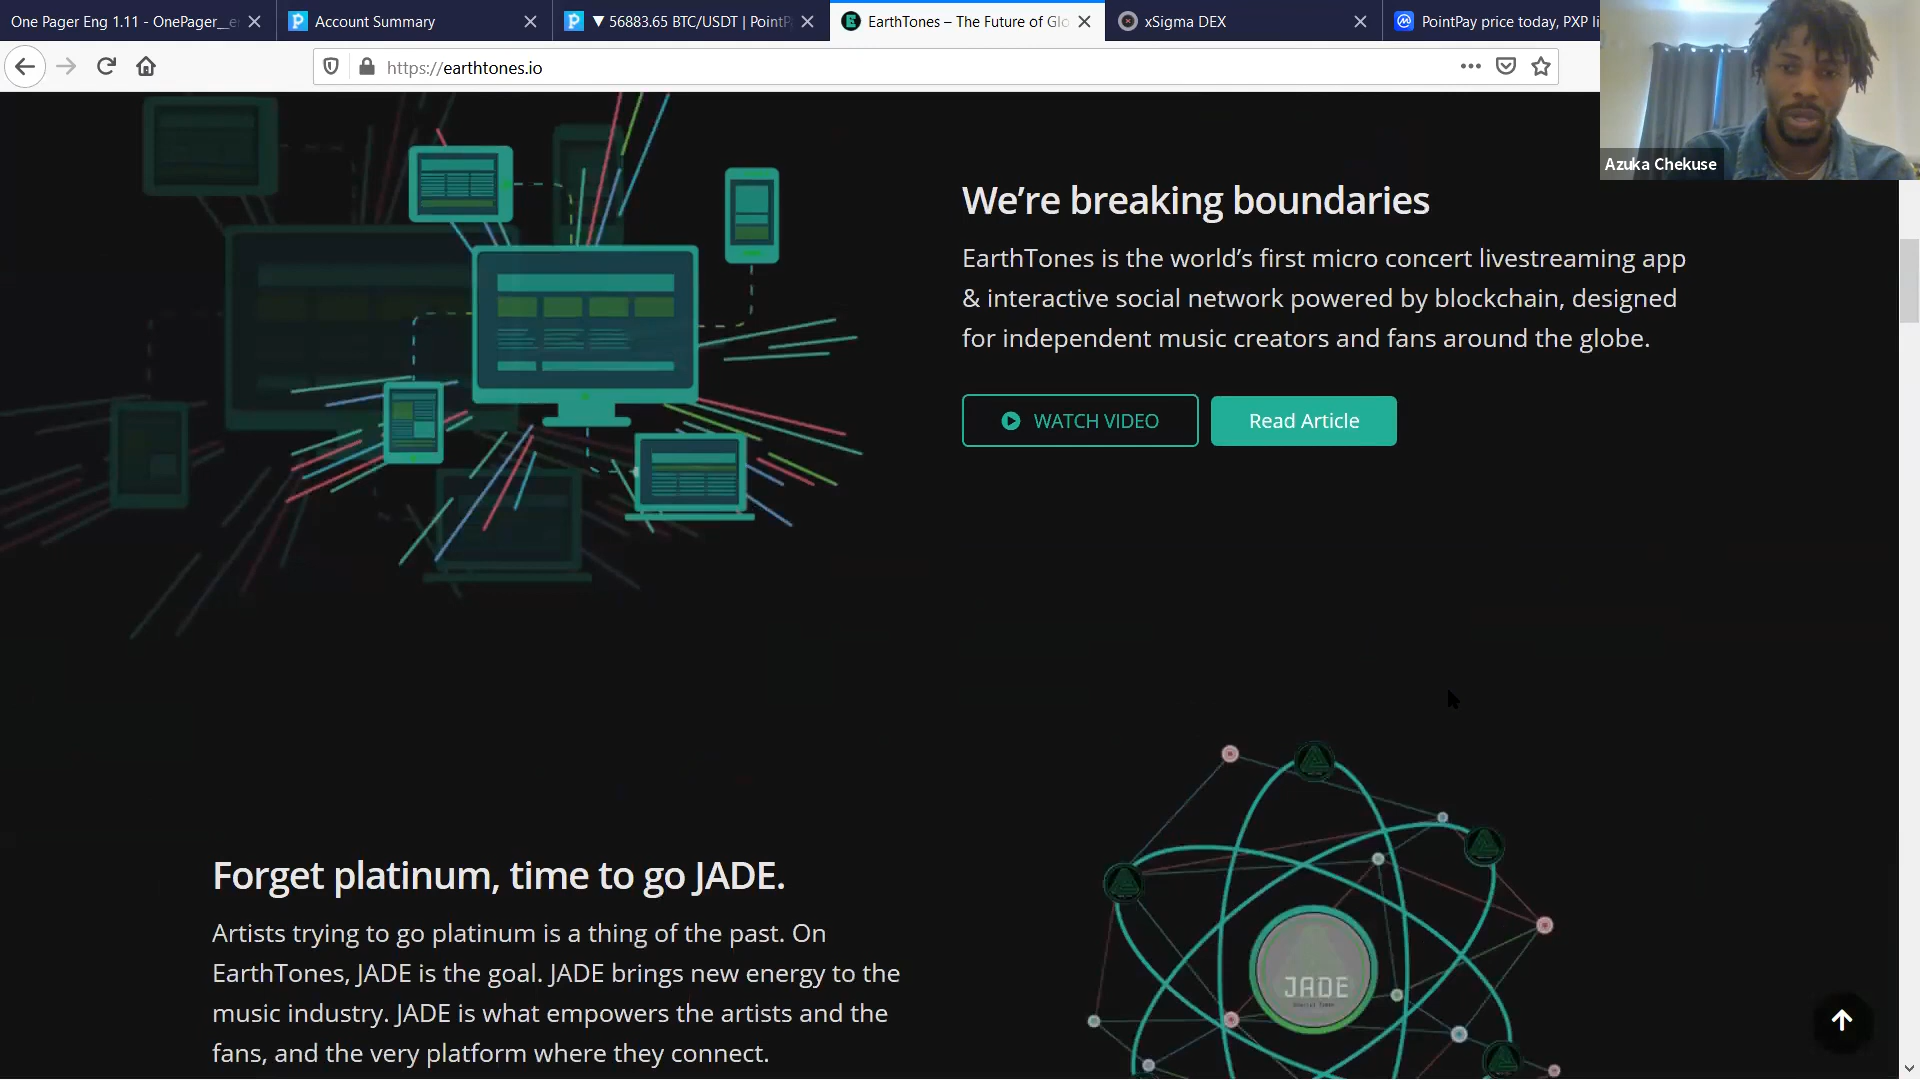 One Pager Eng 1.11 - OnePager__e
Account Summary
▼ 56883.65 BTC/USDT | PointP
EarthTones – The Future of Glo
xSigma DEX
PointPay price today, PXP li
https://earthtones.io
Azuka Chekuse
We’re breaking boundaries
EarthTones is the world’s first micro concert livestreaming app
& interactive social network powered by blockchain, designed
for independent music creators and fans around the globe.
WATCH VIDEO
Read Article
Forget platinum, time to go JADE.
Artists trying to go platinum is a thing of the past. On
EarthTones, JADE is the goal. JADE brings new energy to the
music industry. JADE is what empowers the artists and the
fans, and the very platform where they connect.
JADE